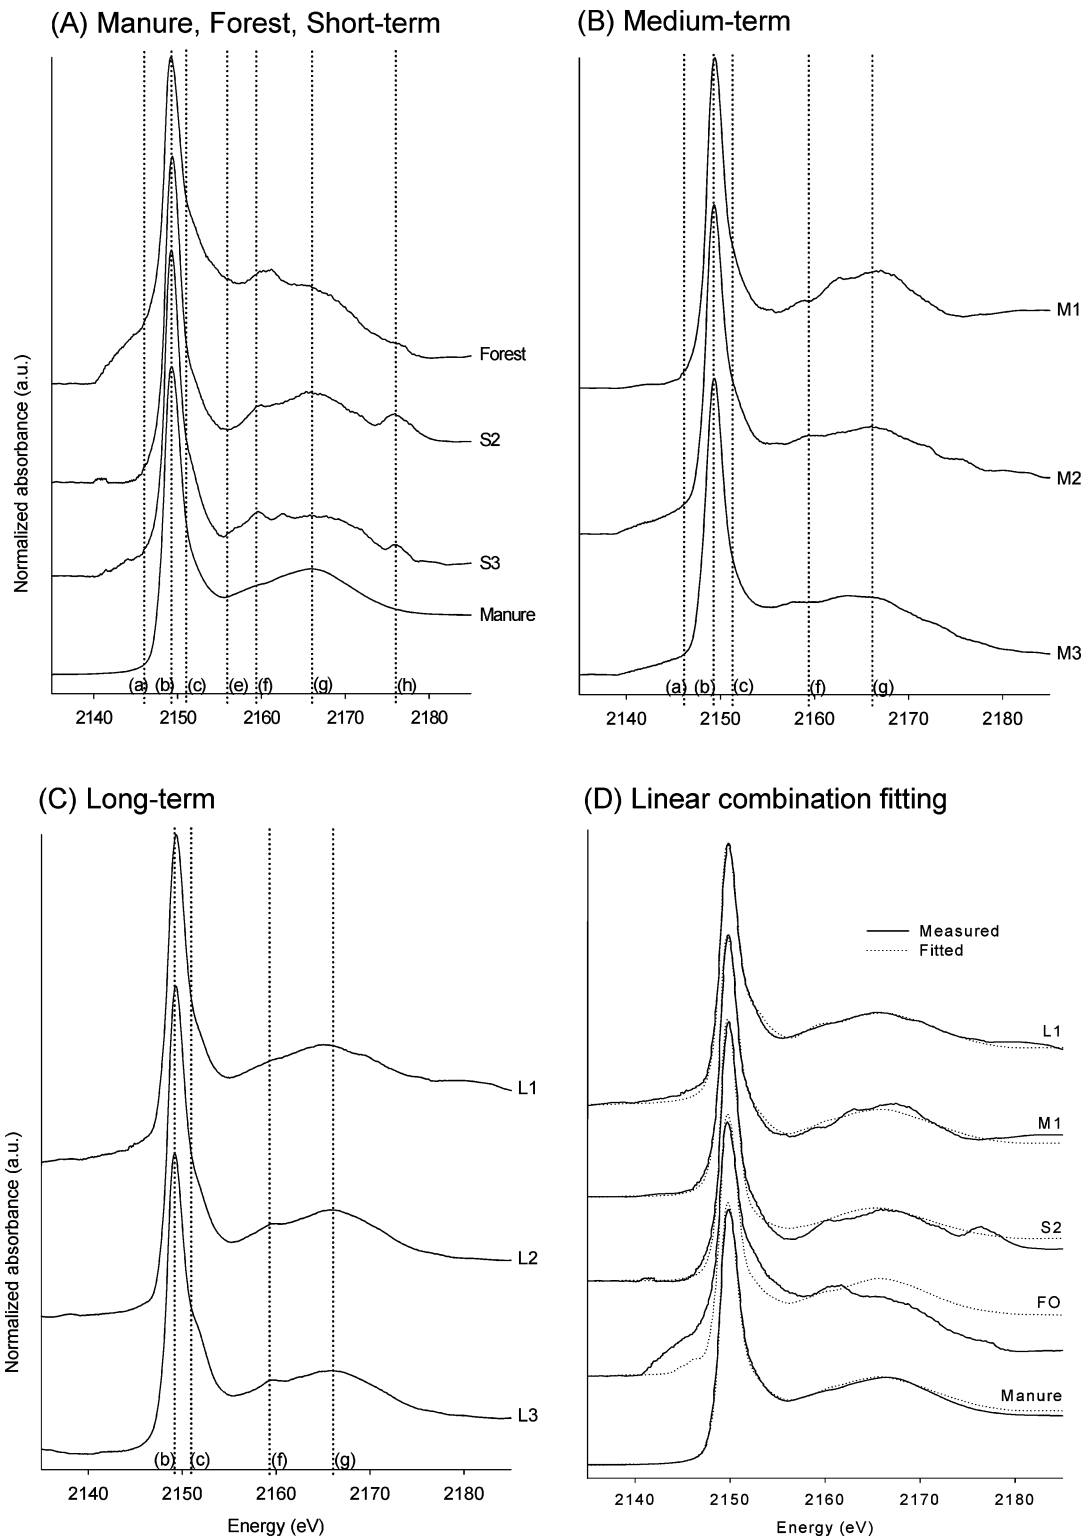 (A) Manure, Forest, Short-term
(B) Medium-term
Normalized absorbance (a.u.)
Forest
S2
S3
Manure
(a) (b) (c) (e) (f) (g) (h)
2140 2150 2160 2170 2180
M1
M2
M3
(a) (b) (c) (f) (g)
2140 2150 2160 2170 2180
(C) Long-term
(D) Linear combination fitting
Normalized absorbance (a.u.)
L1
L2
L3
(b) (c) (f) (g)
2140 2150 2160 2170 2180
Energy (eV)
Measured
Fitted
L1
M1
S2
FO
Manure
2140 2150 2160 2170 2180
Energy (eV)